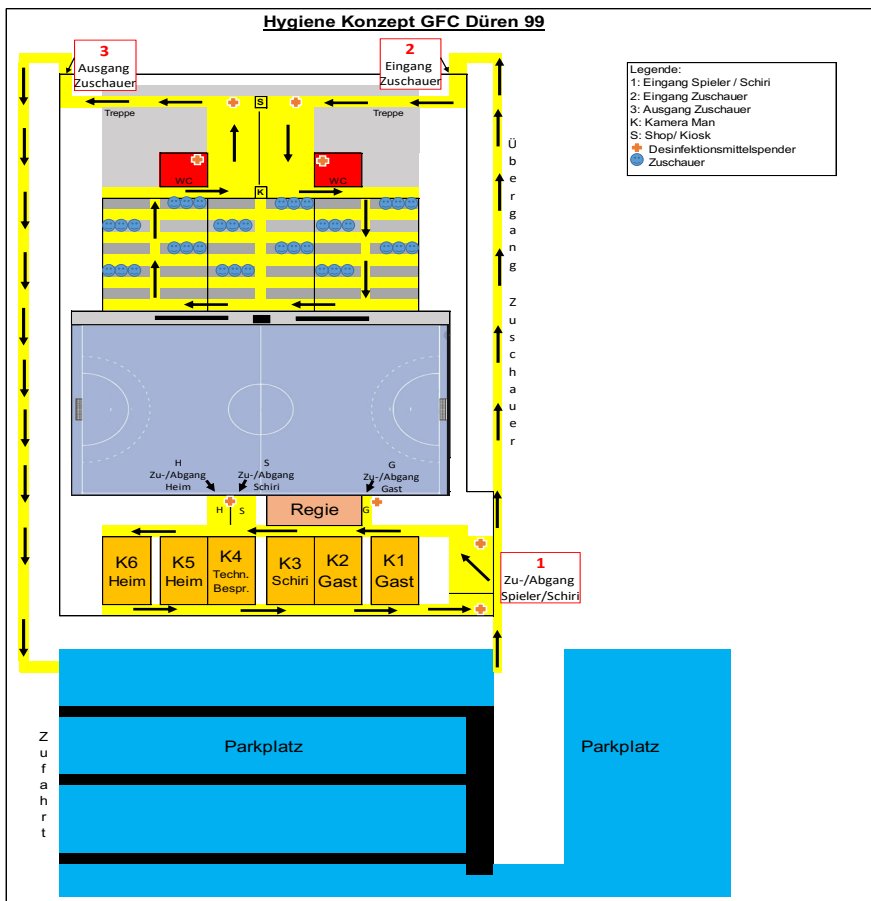 Hygiene Konzept GFC Düren 99
3
Ausgang
Zuschauer
2
Eingang
Zuschauer
Legende:
1: Eingang Spieler / Schiri
2: Eingang Zuschauer
3: Ausgang Zuschauer
K: Kamera Man
S: Shop/ Kiosk
Desinfektionsmittelspender
Zuschauer
S
Treppe
Treppe
WC
WC
K
Übergang Zuschauer
H
Zu-/Abgang
Heim
S
Zu-/Abgang
Schiri
G
Zu-/Abgang
Gast
H
S
Regie
G
K6
Heim
K5
Heim
K4
Techn.
Bespr.
K3
Schiri
K2
Gast
K1
Gast
1
Zu-/Abgang
Spieler/Schiri
Zufahrt
Parkplatz
Parkplatz